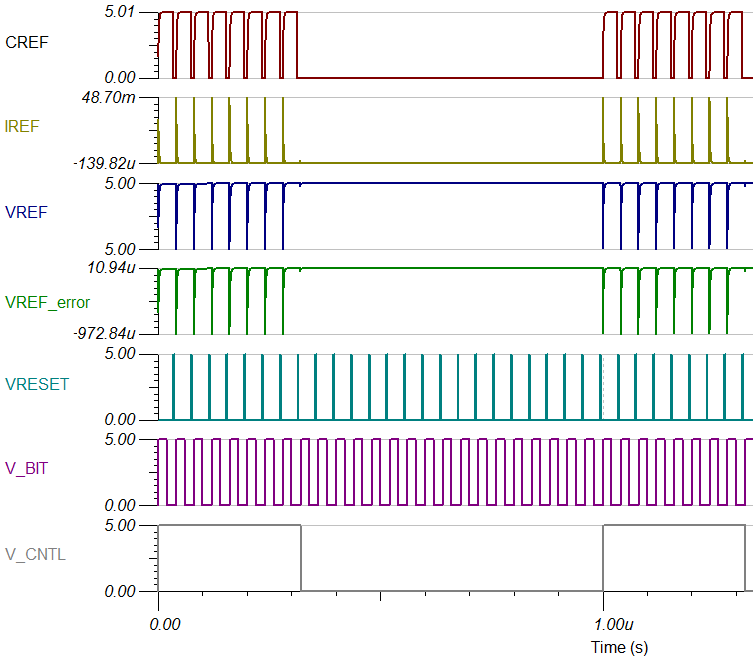 5.01
CREF
0.00
48.70m
IREF
-139.82u
5.00
VREF
5.00
10.94u
VREF_error
-972.84u
5.00
VRESET
0.00
5.00
V_BIT
0.00
5.00
V_CNTL
0.00
0.00 1.00u
Time (s)